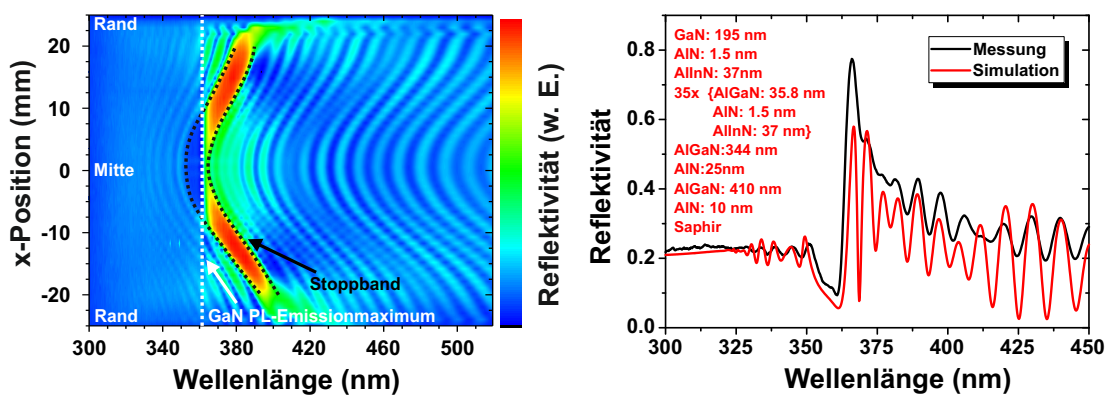 Rand
Mitte
Rand
Stoppband
GaN PL-Emissionmaximum
20
10
0
-10
-20
x-Position (mm)
300 340 380 420 460 500
Wellenlänge (nm)
Reflektivität (w. E.)
GaN: 195 nm
AlN: 1.5 nm
AlInN: 37nm
35x {AlGaN: 35.8 nm
AlN: 1.5 nm
AlInN: 37 nm}
AlGaN:344 nm
AlN:25nm
AlGaN: 410 nm
AlN: 10 nm
Saphir
Messung
Simulation
0.8
0.6
0.4
0.2
0.0
Reflektivität
300 325 350 375 400 425 450
Wellenlänge (nm)